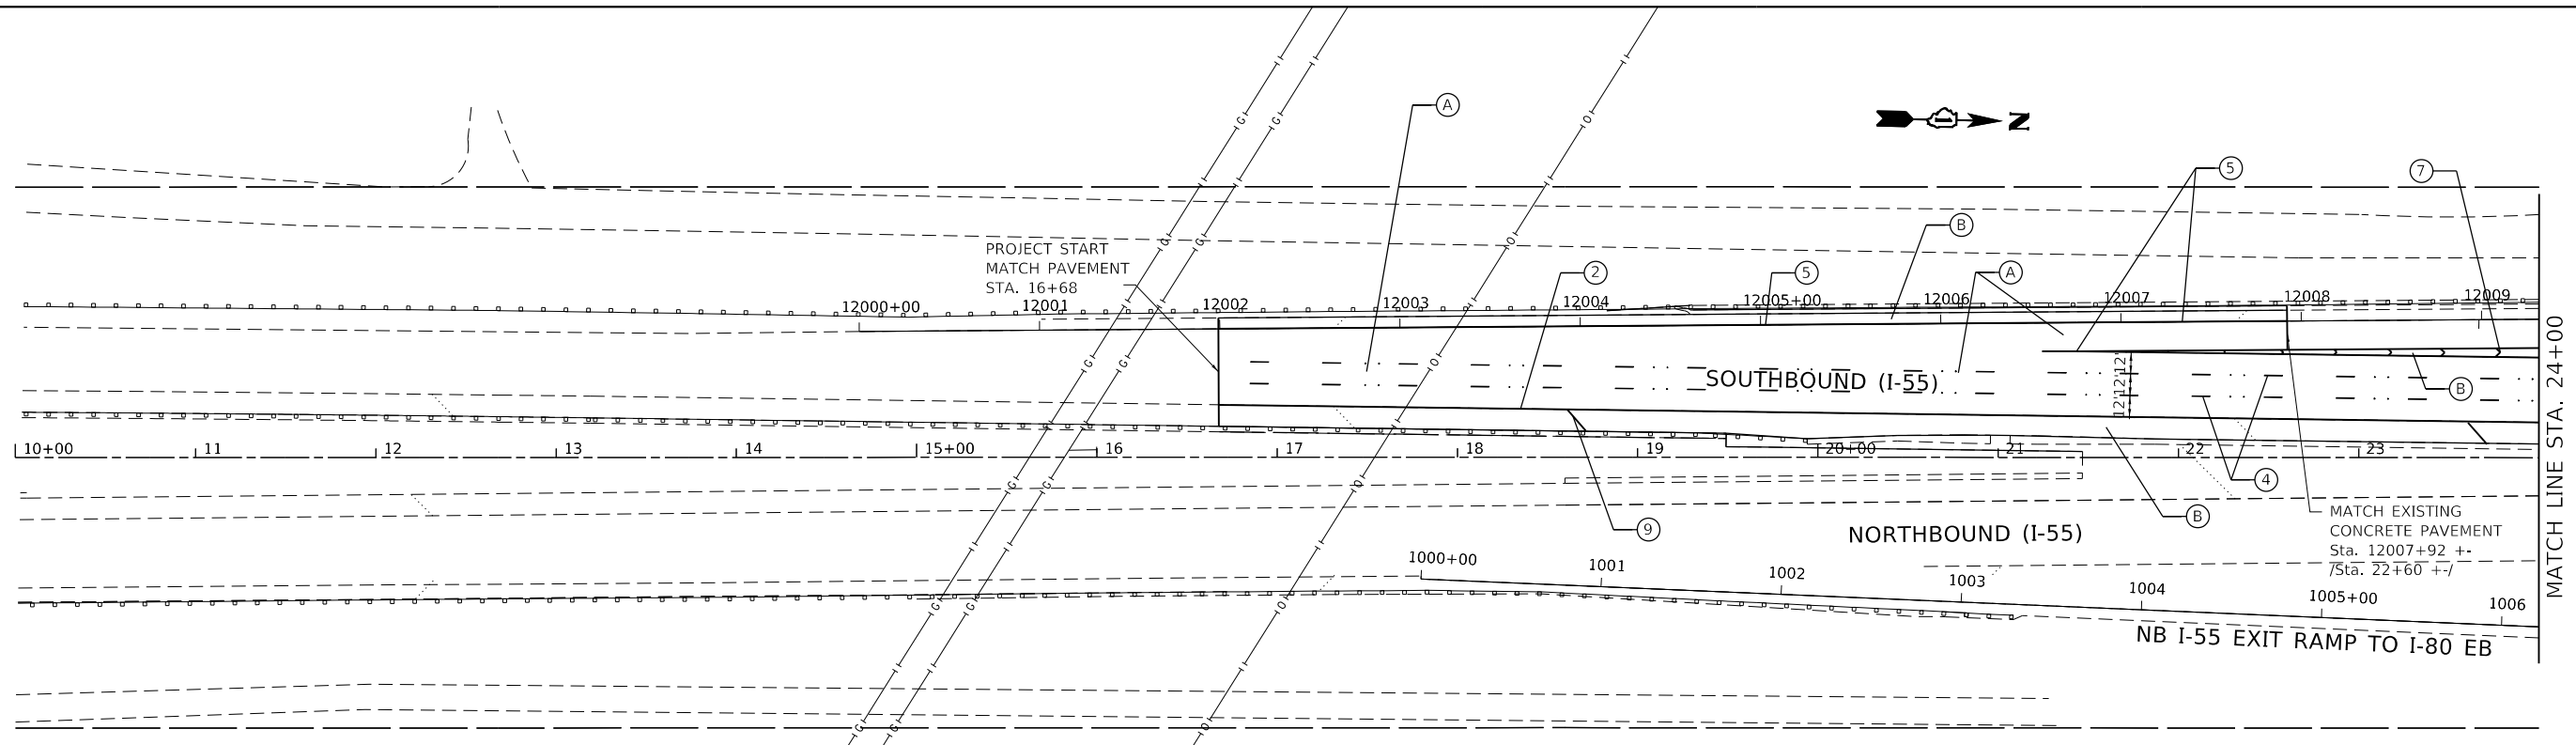 A
N
5
7
B
PROJECT START
MATCH PAVEMENT
STA. 16+68
2
5
A
12000+00 12001 12002 12003 12004 12005+00 12006 12007 12008 12009
SOUTHBOUND (I-55)
12' 12' 12'
B
MATCH LINE STA. 24+00
10+00 11 12 13 14 15+00 16 17 18 19 20+00 21 22 23
4
9
B
NORTHBOUND (I-55)
MATCH EXISTING
CONCRETE PAVEMENT
Sta. 12007+92 +-
/Sta. 22+60 +-/
1000+00 1001 1002 1003 1004 1005+00 1006
NB I-55 EXIT RAMP TO I-80 EB
G G G G G G G
G G G G G G G
O O O O O O O